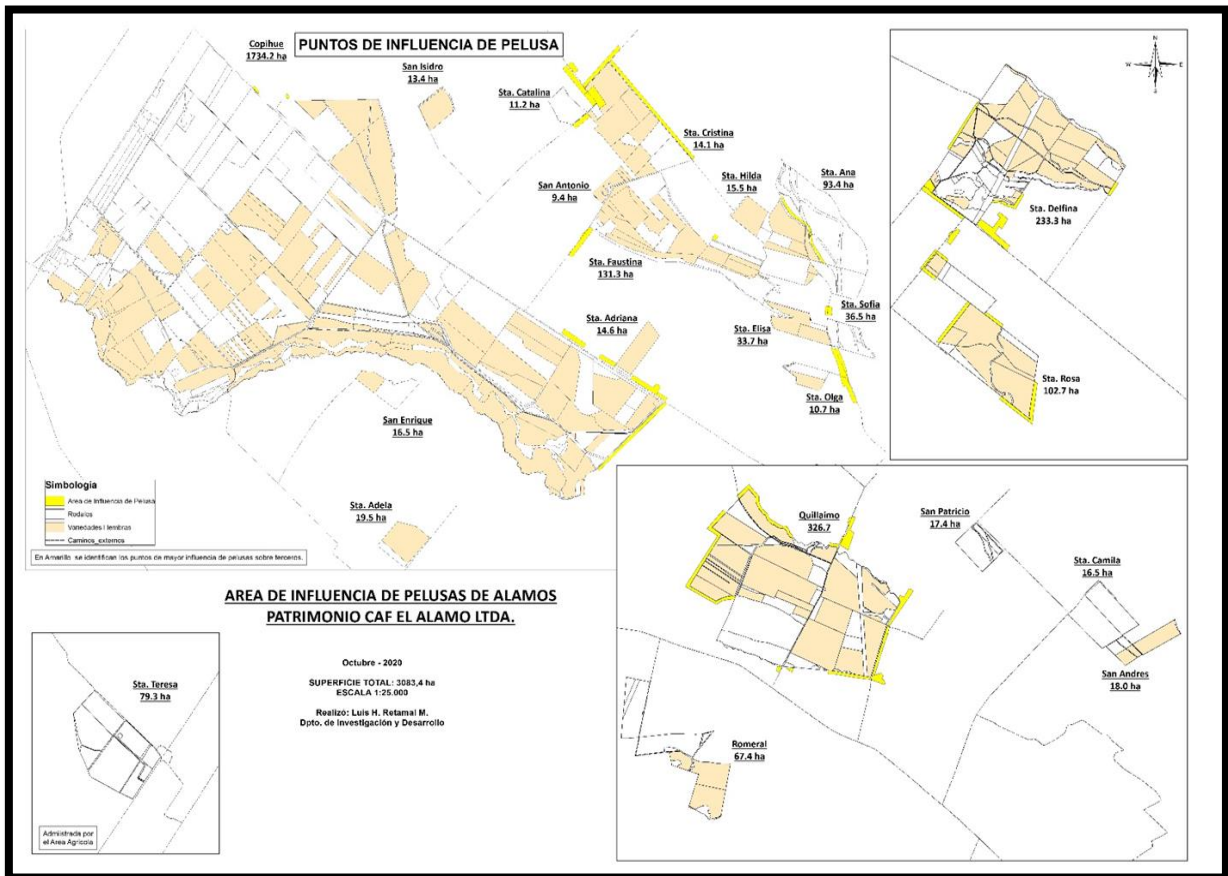 PUNTOS DE INFLUENCIA DE PELUSA
Copihue
1734.2 ha
San Isidro
13.4 ha
Sta. Catalina
11.2 ha
Sta. Cristina
14.1 ha
San Antonio
9.4 ha
Sta. Hilda
15.5 ha
Sta. Ana
93.4 ha
Sta. Faustina
131.3 ha
Sta. Adriana
14.6 ha
Sta. Elisa
33.7 ha
Sta. Sofia
36.5 ha
Sta. Olga
10.7 ha
San Enrique
16.5 ha
Sta. Adela
19.5 ha
Simbologia
Area de Influencia de Pelusa
Rodales
Variedades Hembras
Caminos_externos
En Amarillo se identifican los puntos de mayor influencia de pelusas sobre terceros.
N
W
E
S
Sta. Delfina
233.3 ha
Sta. Rosa
102.7 ha
AREA DE INFLUENCIA DE PELUSAS DE ALAMOS
PATRIMONIO CAF EL ALAMO LTDA.
Octubre - 2020
SUPERFICIE TOTAL: 3083,4 ha
ESCALA 1:25.000
Realizó: Luis H. Retamal M.
Dpto. de Investigación y Desarrollo
Sta. Teresa
79.3 ha
Admistrada por
el Area Agricola
Quillaimo
326.7
San Patricio
17.4 ha
Sta. Camila
16.5 ha
San Andres
18.0 ha
Romeral
67.4 ha